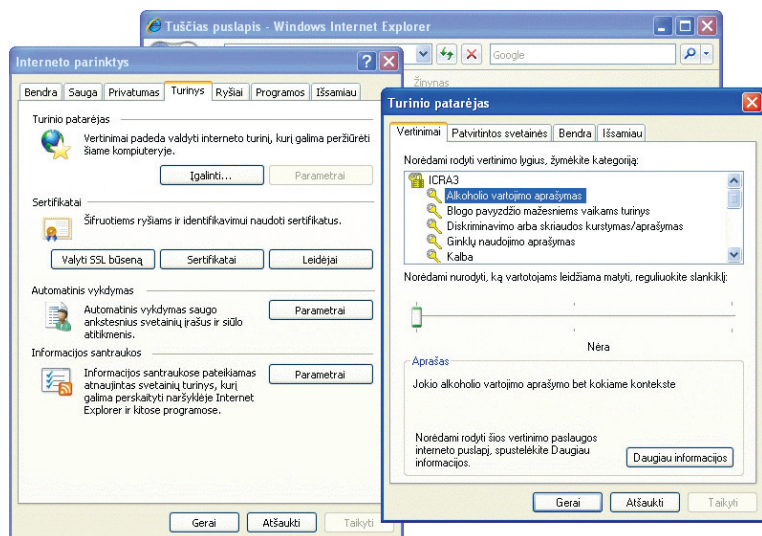 Tuščias puslapis - Windows Internet Explorer
Google
Žinynas
Interneto parinktys
Bendra Sauga Privatumas Turinys Ryšiai Programos Išsamiau
Turinio patarėjas
Vertinimai padeda valdyti interneto turinį, kurį galima peržiūrėti
šiame kompiuteryje.
Įgalinti... Parametrai
Sertifikatai
Šifruotiems ryšiams ir identifikavimui naudoti sertifikatus.
Valyti SSL būseną Sertifikatai Leidėjai
Automatinis vykdymas
Automatinis vykdymas saugo
ankstesnius svetainių įrašus ir siūlo
atitikmenis.
Parametrai
Informacijos santraukos
Informacijos santraukose pateikiamas
atnaujintas svetainių turinys, kurį
galima perskaityti naršyklėje Internet
Explorer ir kitose programose.
Parametrai
Gerai Atšaukti Taikyti
Turinio patarėjas
Vertinimai Patvirtintos svetainės Bendra Išsamiau
Norėdami rodyti vertinimo lygius, žymėkite kategoriją:
ICRA3
Alkoholio vartojimo aprašymas
Blogo pavyzdžio mažesniems vaikams turinys
Diskriminavimo arba skriaudos kurstymas/aprašymas
Ginklų naudojimo aprašymas
Kalba
Norėdami nurodyti, ką vartotojams leidžiama matyti, reguliuokite slankiklį:
Nėra
Aprašas
Jokio alkoholio vartojimo aprašymo bet kokiame kontekste
Norėdami rodyti šios vertinimo paslaugos
interneto puslapį, spustelėkite Daugiau
informacijos.
Daugiau informacijos
Gerai Atšaukti Taikyti